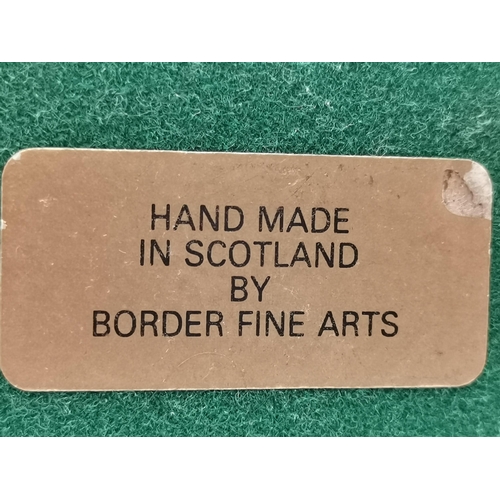 HAND MADE
IN SCOTLAND
BY
BORDER FINE ARTS